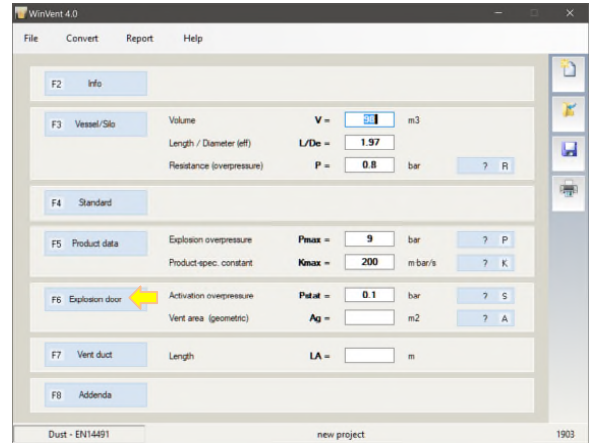 WinVent 4.0
File Convert Report Help
F2 Info
F3 Vessel/Silo Volume V = m3
Length / Diameter (eff) L/De = 1.97
Resistance (overpressure) P = 0.8 bar ? R
F4 Standard
F5 Product data Explosion overpressure Pmax = 9 bar ? P
Product-spec. constant Kmax = 200 m·bar/s ? K
F6 Explosion door Activation overpressure Pstat = 0.1 bar ? S
Vent area (geometric) Ag = m2 ? A
F7 Vent duct Length LA = m
F8 Addenda
Dust - EN14491 new project 1903